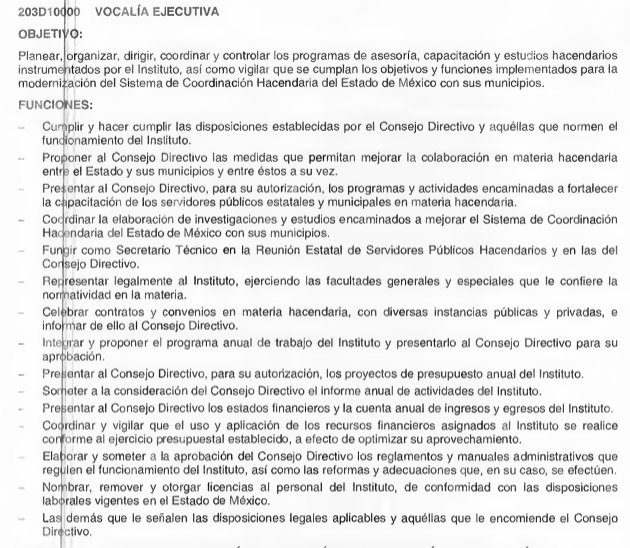 203D10000 VOCALÍA EJECUTIVA
OBJETIVO:
Planear, organizar, dirigir, coordinar y controlar los programas de asesoría, capacitación y estudios hacendarios
instrumentados por el Instituto, así como vigilar que se cumplan los objetivos y funciones implementados para la
modernización del Sistema de Coordinación Hacendaria del Estado de México con sus municipios.
FUNCIONES:
– Cumplir y hacer cumplir las disposiciones establecidas por el Consejo Directivo y aquéllas que normen el
funcionamiento del Instituto.
– Proponer al Consejo Directivo las medidas que permitan mejorar la colaboración en materia hacendaria
entre el Estado y sus municipios y entre éstos a su vez.
– Presentar al Consejo Directivo, para su autorización, los programas y actividades encaminadas a fortalecer
la capacitación de los servidores públicos estatales y municipales en materia hacendaria.
– Coordinar la elaboración de investigaciones y estudios encaminados a mejorar el Sistema de Coordinación
Hacendaria del Estado de México con sus municipios.
– Fungir como Secretario Técnico en la Reunión Estatal de Servidores Públicos Hacendarios y en las del
Consejo Directivo.
– Representar legalmente al Instituto, ejerciendo las facultades generales y especiales que le confiere la
normatividad en la materia.
– Celebrar contratos y convenios en materia hacendaria, con diversas instancias públicas y privadas, e
informar de ello al Consejo Directivo.
– Integrar y proponer el programa anual de trabajo del Instituto y presentarlo al Consejo Directivo para su
aprobación.
– Presentar al Consejo Directivo, para su autorización, los proyectos de presupuesto anual del Instituto.
– Someter a la consideración del Consejo Directivo el informe anual de actividades del Instituto.
– Presentar al Consejo Directivo los estados financieros y la cuenta anual de ingresos y egresos del Instituto.
– Coordinar y vigilar que el uso y aplicación de los recursos financieros asignados al Instituto se realice
conforme al ejercicio presupuestal establecido, a efecto de optimizar su aprovechamiento.
– Elaborar y someter a la aprobación del Consejo Directivo los reglamentos y manuales administrativos que
regulen el funcionamiento del Instituto, así como las reformas y adecuaciones que, en su caso, se efectúen.
– Nombrar, remover y otorgar licencias al personal del Instituto, de conformidad con las disposiciones
laborales vigentes en el Estado de México.
– Las demás que le señalen las disposiciones legales aplicables y aquéllas que le encomiende el Consejo
Directivo.